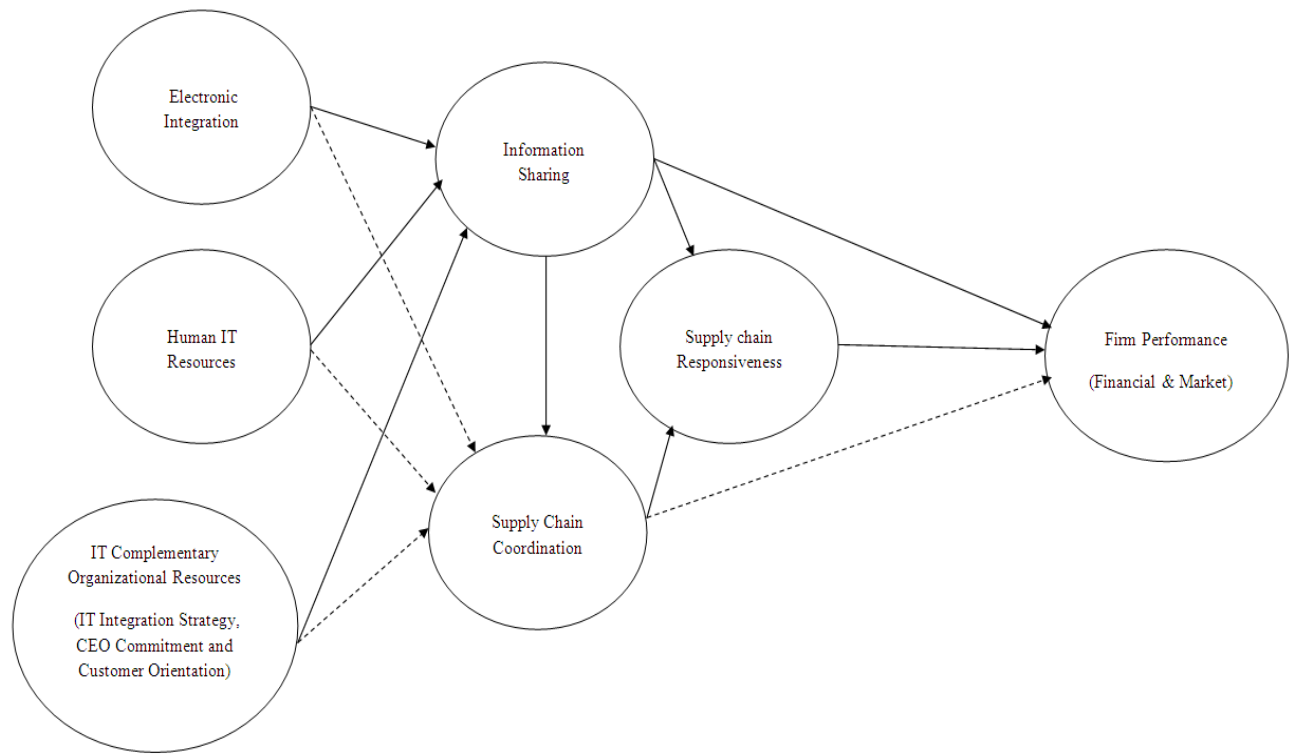 Electronic
Integration
Information
Sharing
Human IT
Resources
Supply chain
Responsiveness
Firm Performance
(Financial & Market)
Supply Chain
Coordination
IT Complementary
Organizational Resources
(IT Integration Strategy,
CEO Commitment and
Customer Orientation)